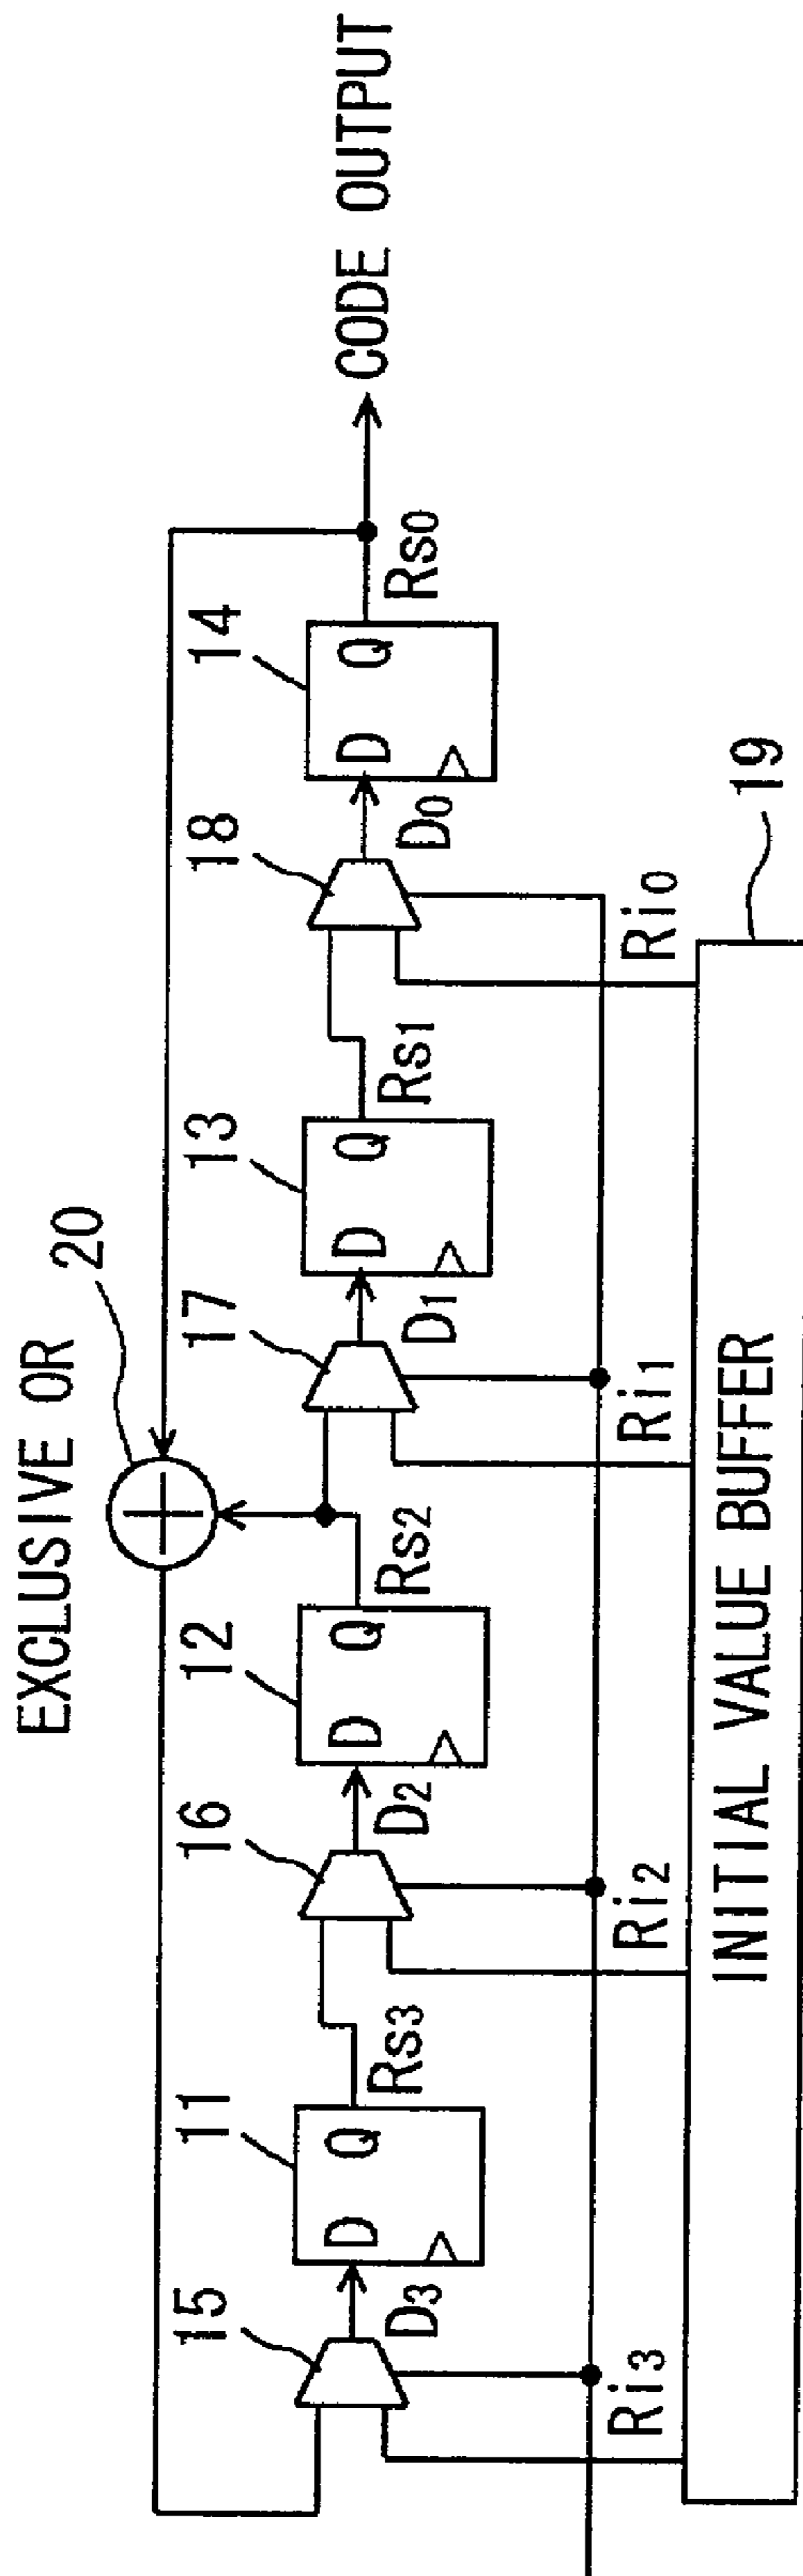 EXCLUSIVE OR
20
CODE OUTPUT
15
11
16
12
17
13
18
14
D
Q
D
Q
D
Q
D
Q
D3
Rs3
D2
Rs2
D1
Rs1
D0
Rs0
Ri3
Ri2
Ri1
Ri0
19
INITIAL VALUE BUFFER